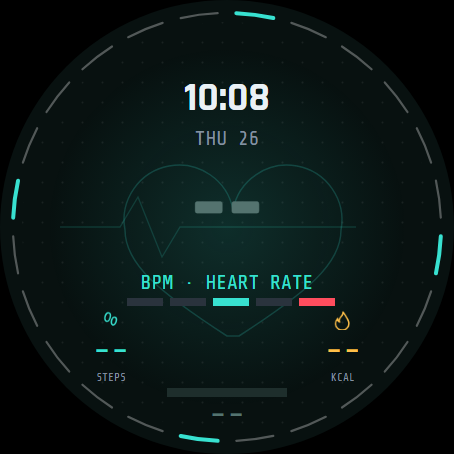 10:08
THU 26
--
BPM · HEART RATE
-- --
STEPS KCAL
--